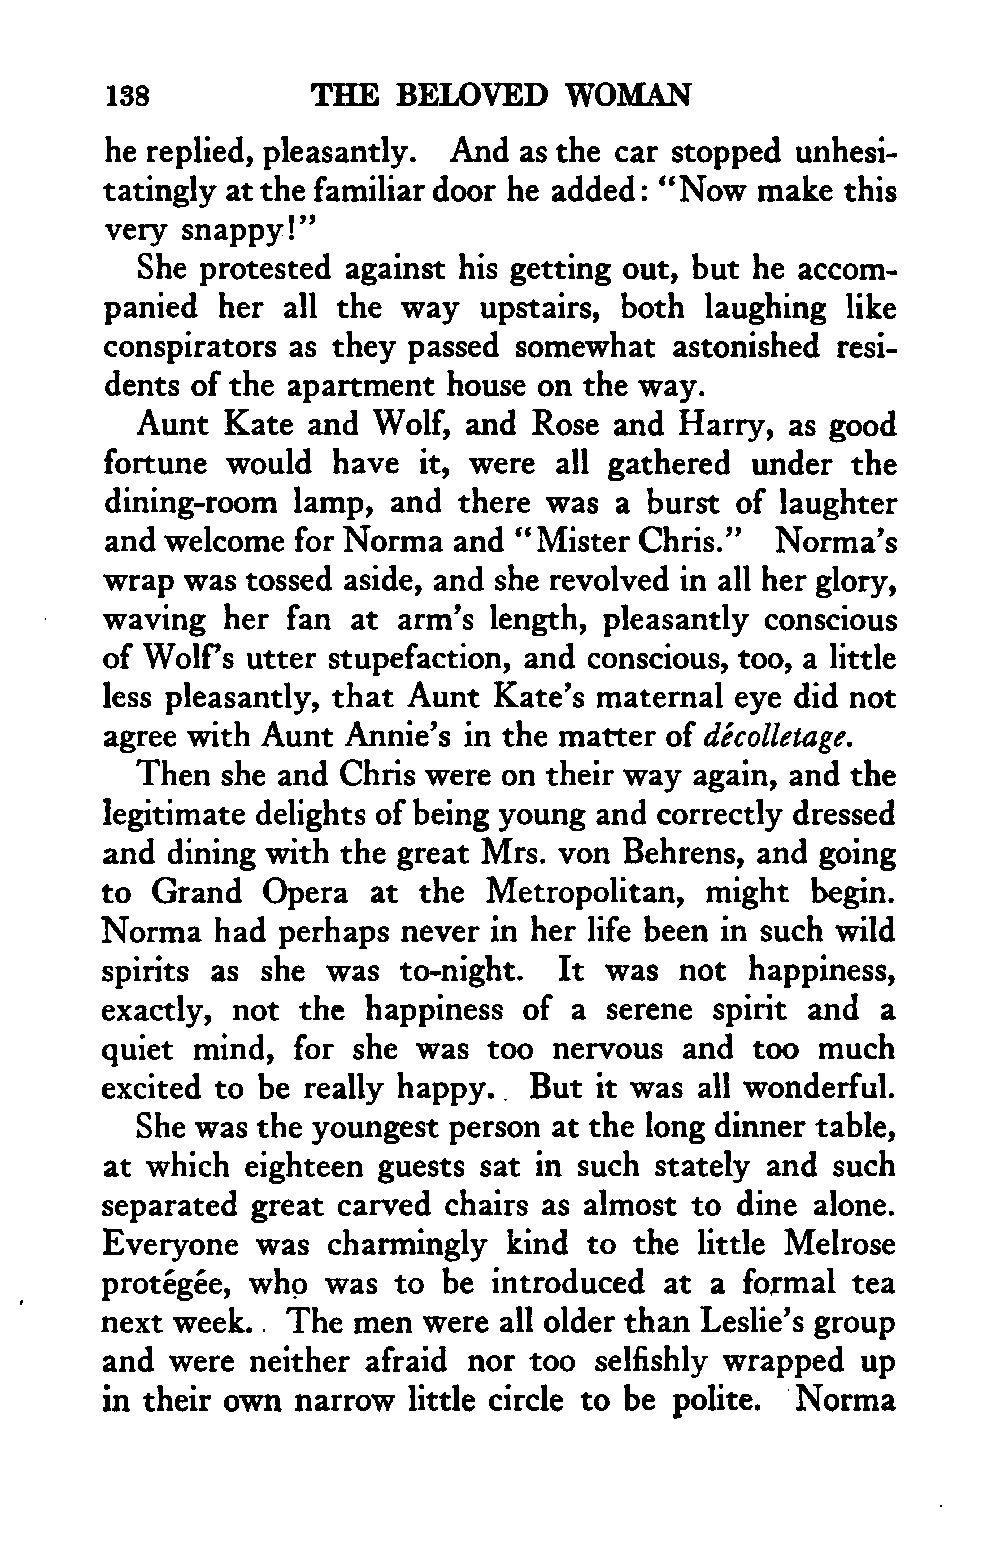 138 THE BELOVED WOMAN
he replied, pleasantly. And as the car stopped unhesi-
tatingly at the familiar door he added: "Now make this
very snappy!"
She protested against his getting out, but he accom-
panied her all the way upstairs, both laughing like
conspirators as they passed somewhat astonished resi-
dents of the apartment house on the way.
Aunt Kate and Wolf, and Rose and Harry, as good
fortune would have it, were all gathered under the
dining-room lamp, and there was a burst of laughter
and welcome for Norma and "Mister Chris." Norma's
wrap was tossed aside, and she revolved in all her glory,
waving her fan at arm's length, pleasantly conscious
of Wolf's utter stupefaction, and conscious, too, a little
less pleasantly, that Aunt Kate's maternal eye did not
agree with Aunt Annie's in the matter of décolletage.
Then she and Chris were on their way again, and the
legitimate delights of being young and correctly dressed
and dining with the great Mrs. von Behrens, and going
to Grand Opera at the Metropolitan, might begin.
Norma had perhaps never in her life been in such wild
spirits as she was to-night. It was not happiness,
exactly, not the happiness of a serene spirit and a
quiet mind, for she was too nervous and too much
excited to be really happy. But it was all wonderful.
She was the youngest person at the long dinner table,
at which eighteen guests sat in such stately and such
separated great carved chairs as almost to dine alone.
Everyone was charmingly kind to the little Melrose
protégée, who was to be introduced at a formal tea
next week. The men were all older than Leslie's group
and were neither afraid nor too selfishly wrapped up
in their own narrow little circle to be polite. Norma